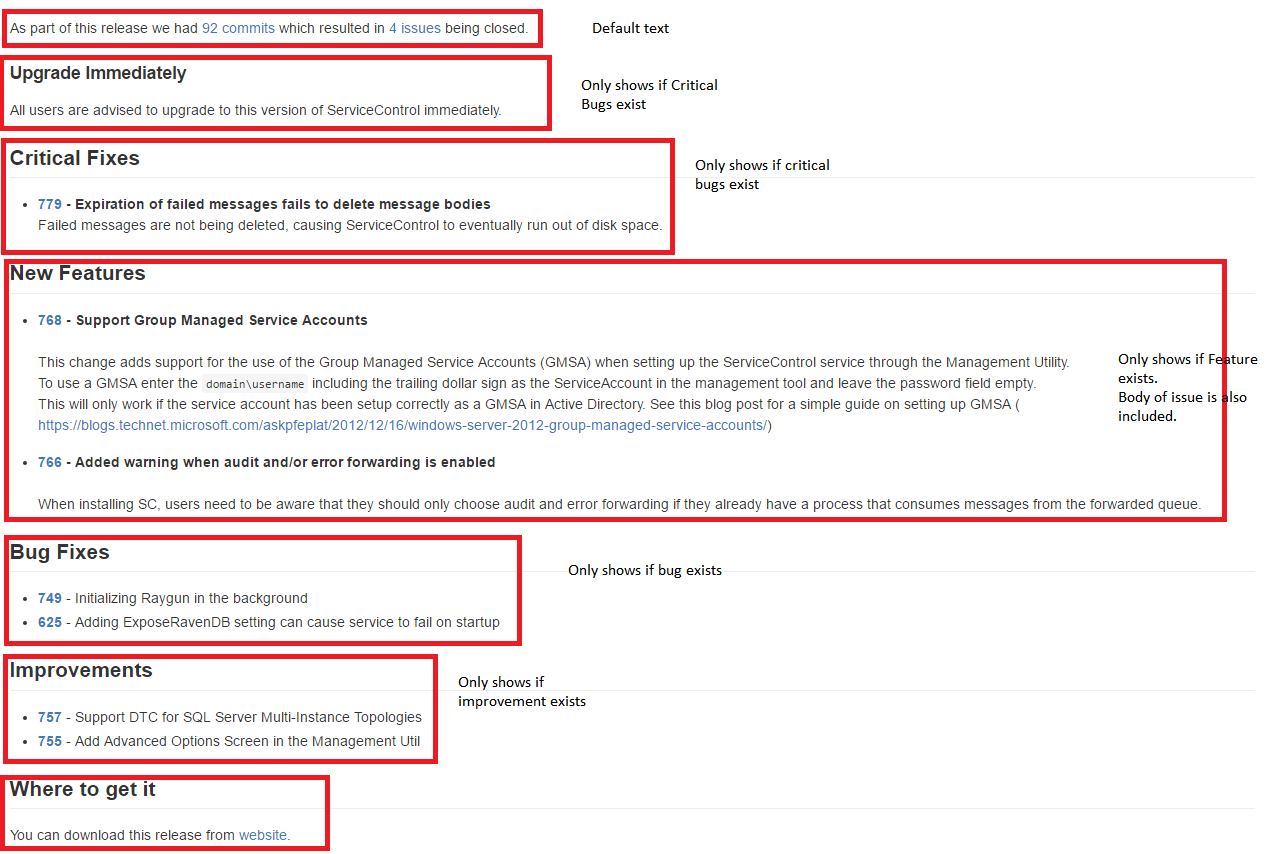 As part of this release we had 92 commits which resulted in 4 issues being closed.
Default text
Upgrade Immediately
All users are advised to upgrade to this version of ServiceControl immediately.
Only shows if Critical
Bugs exist
Critical Fixes
779 - Expiration of failed messages fails to delete message bodies
Failed messages are not being deleted, causing ServiceControl to eventually run out of disk space.
Only shows if critical
bugs exist
New Features
768 - Support Group Managed Service Accounts
This change adds support for the use of the Group Managed Service Accounts (GMSA) when setting up the ServiceControl service through the Management Utility.
To use a GMSA enter the domain\username including the trailing dollar sign as the ServiceAccount in the management tool and leave the password field empty.
This will only work if the service account has been setup correctly as a GMSA in Active Directory. See this blog post for a simple guide on setting up GMSA (
https://blogs.technet.microsoft.com/askpfeplat/2012/12/16/windows-server-2012-group-managed-service-accounts/)
766 - Added warning when audit and/or error forwarding is enabled
When installing SC, users need to be aware that they should only choose audit and error forwarding if they already have a process that consumes messages from the forwarded queue.
Only shows if Feature
exists.
Body of issue is also
included.
Bug Fixes
749 - Initializing Raygun in the background
625 - Adding ExposeRavenDB setting can cause service to fail on startup
Only shows if bug exists
Improvements
757 - Support DTC for SQL Server Multi-Instance Topologies
755 - Add Advanced Options Screen in the Management Util
Only shows if
improvement exists
Where to get it
You can download this release from website.